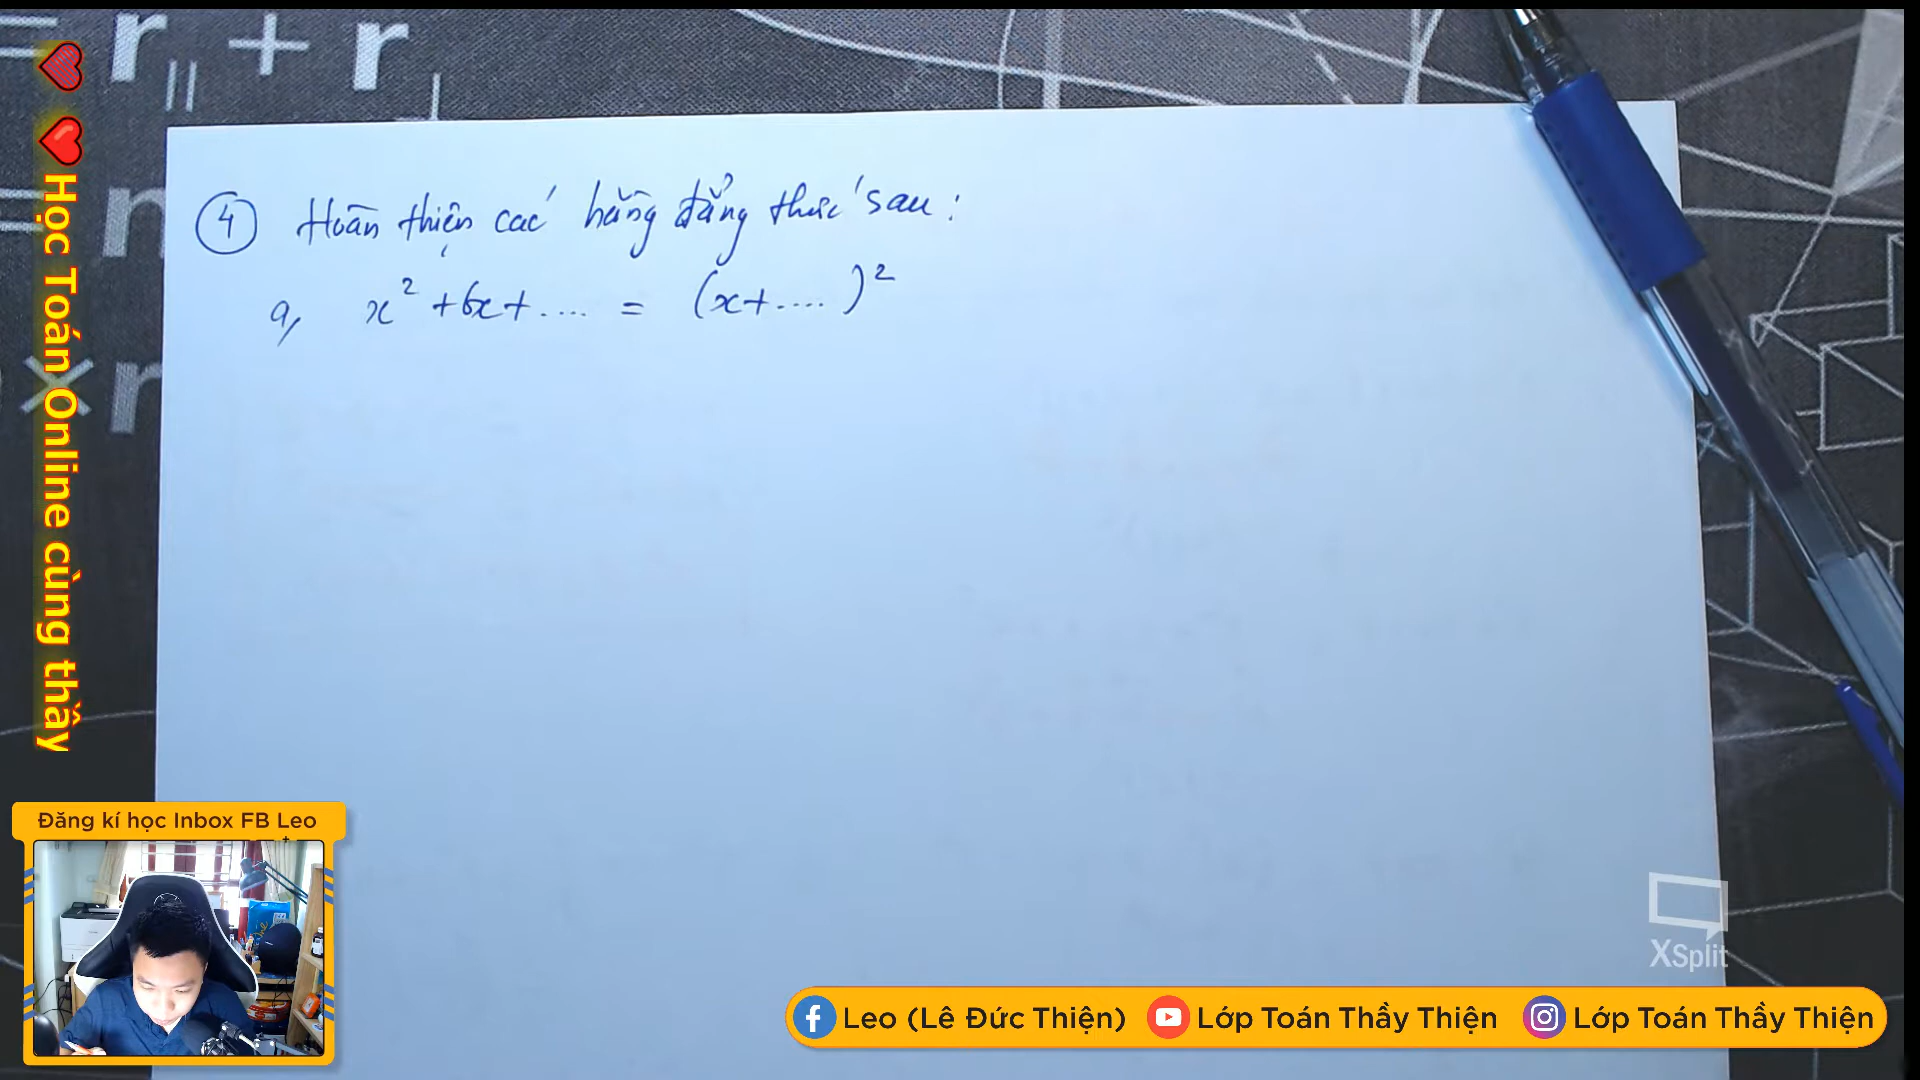 = r + r
= n
× r
❤ ❤ Học Toán Online cùng thầy
④ Hoàn thiện các hằng đẳng thức sau:
a, x² + 6x + .... = (x + ....)²
Đăng kí học Inbox FB Leo
XSplit
Leo (Lê Đức Thiện) Lớp Toán Thầy Thiện Lớp Toán Thầy Thiện